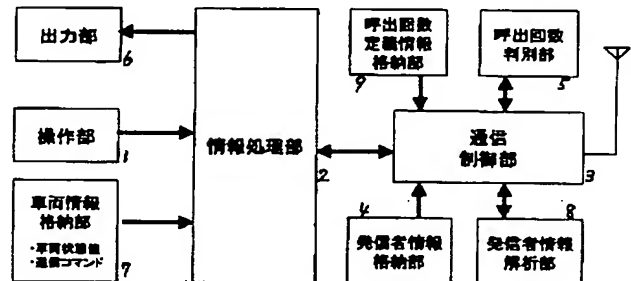 出力部
6
操作部
1
車両情報
格納部
・車両状態値
・通信コマンド
7
情報処理部
2
呼出回数
定義情報
格納部
9
呼出回数
判別部
5
通信
制御部
3
4
発信者情報
格納部
8
発信者情報
解析部